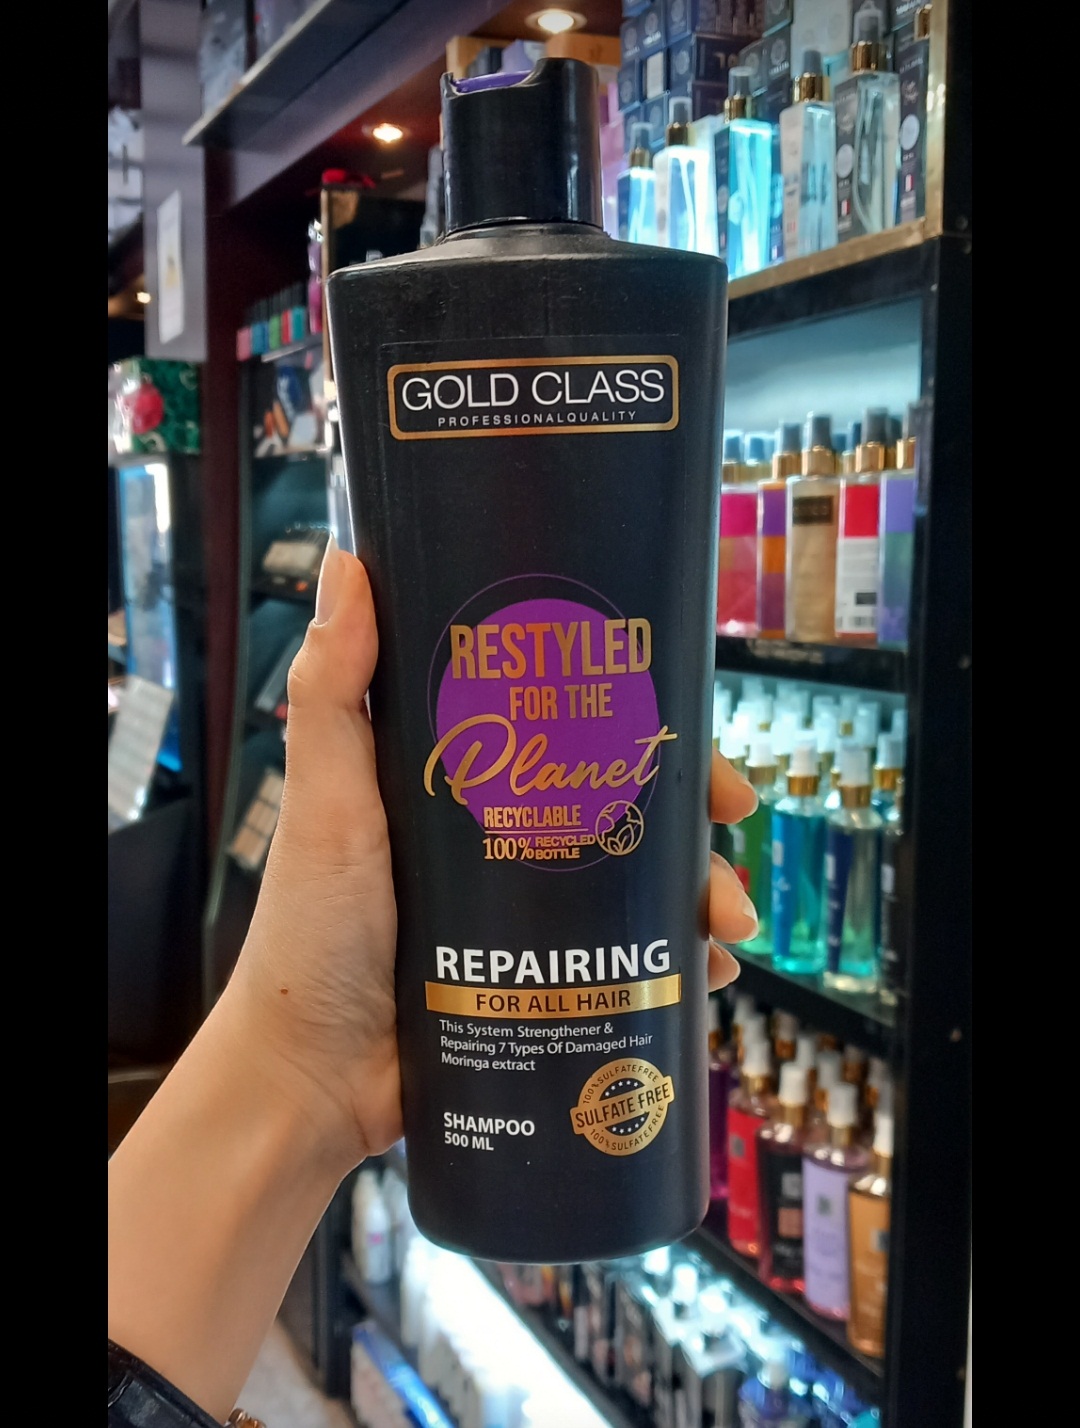 GOLD CLASS
PROFESSIONALQUALITY
RESTYLED
FOR THE
Planet
RECYCLABLE
100% RECYCLED
BOTTLE
REPAIRING
FOR ALL HAIR
This System Strengthener &
Repairing 7 Types Of Damaged Hair
Moringa extract
SHAMPOO
500 ML
100% SULFATE FREE
SULFATE FREE
100% SULFATE FREE